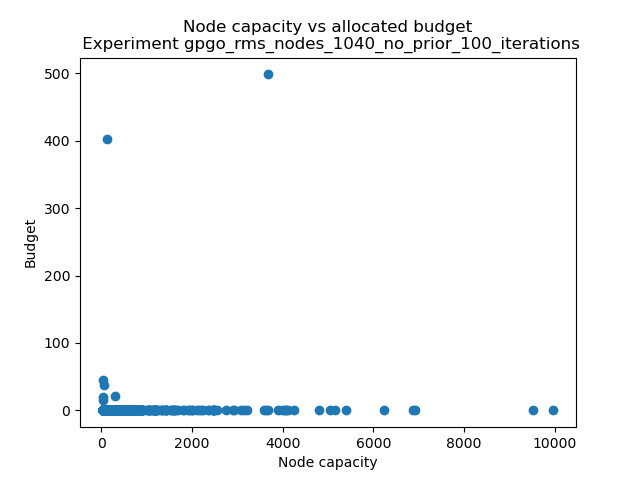 Node capacity vs allocated budget
Experiment gpgo_rms_nodes_1040_no_prior_100_iterations
500
400
300
200
100
0
Budget
0 2000 4000 6000 8000 10000
Node capacity